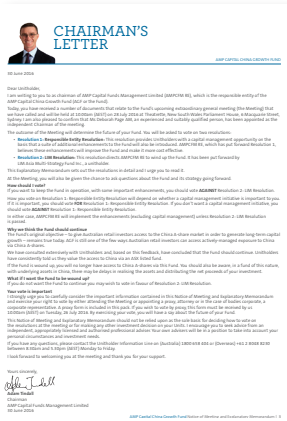 CHAIRMAN'S
LETTER
AMP CAPITAL CHINA GROWTH FUND
30 June 2016
Dear Unitholder,
I am writing to you as chairman of AMP Capital Funds Management Limited (AMPCFM RE), which is the responsible entity of the
AMP Capital China Growth Fund (AGF or the Fund)
Today, you have received a number of documents that relate to the Fund's upcoming extraordinary general meeting (the Meeting) that
we have called and will be held at 10:00am (AEST) on 28 July 2016 at Theatrette, New South Wales Parliament House, 6 Macquarie Street,
Sydney. I am also pleased to confirm that Ms Deborah Page AM, an experienced and suitably qualified person, has been appointed as the
independent Chairman of the meeting.
The outcome of the Meeting will determine the future of your Fund. You will be asked to vote on two resolutions.
• Resolution 1: Responsible Entity Resolution: This resolution provides Unitholders with a capital management opportunity on the
basis that a suite of additional enhancements to the Fund will also be introduced. AMPCFM RE, which has put forward Resolution 1,
believes these enhancements will improve the Fund and make it more cost effective.
• Resolution 2: LIM Resolution: This resolution directs AMPCFM RE to wind up the fund. It has been put forward by
LIM Asia Multi-Strategy Fund Inc., a unitholder.
This Explanatory Memorandum sets out the resolutions in detail and I urge you to read it.
At the Meeting, you will also be given the chance to ask questions about the Fund and its strategy going forward.
How should I vote?
If you want to keep the fund in operation, with some important enhancements, you should vote AGAINST Resolution 2: LIM Resolution.
How you vote on Resolution 1: Responsible Entity Resolution will depend on whether a capital management initiative is important to you
if it is important, you should vote FOR Resolution 1: Responsible Entity Resolution. If you don't want a capital management initiative, you
should vote AGAINST Resolution 1: Responsible Entity Resolution.
In either case, AMPCFM RE will implement the enhancements (excluding capital management) unless Resolution 2: LIM Resolution
is passed.
Why we think the fund should continue
The Fund's original objective – to give Australian retail investors access to the China A-share market in order to generate long-term capital
growth – remains true today. AGF is still one of the few ways Australian retail investors can access actively-managed exposure to China
via China A-shares.
We have consulted extensively with Unitholders and, based on this feedback, have concluded that the Fund should continue. Unitholders
have consistently told us they value the access to China via an ASX listed fund.
If the Fund is wound up, you will no longer have access to China A-shares via this Fund. You should also be aware, in a fund of this nature,
with underlying assets in China, there may be delays in realising the assets and distributing the net proceeds of your investment.
What if I want the fund to be wound up?
If you do not want the Fund to continue you may wish to vote in favour of Resolution 2: LIM Resolution.
Your vote is important
I strongly urge you to carefully consider the important information contained in this Notice of Meeting and Explanatory Memorandum
and exercise your right to vote by either attending the Meeting or appointing a proxy, attorney or in the case of bodies corporate, a
corporate representative. A proxy form is included in this pack. If you wish to vote by proxy this form must be received by us
10:00am (AEST) on Tuesday, 26 July 2016. By exercising your vote, you will have a say about the future of your Fund.
This Notice of Meeting and Explanatory Memorandum should not be relied upon as the sole basis for deciding how to vote on
the resolutions at the meeting or for making any other investment decision on your Units. I encourage you to seek advice from an
independent, appropriately licensed and authorised professional adviser. Your own adviser will be in a position to take into account your
personal circumstances and investment needs.
If you have any questions, please contact the Unitholder Information Line on (Australia) 1800 658 824 or (Overseas) +61 2 8048 8230
between 8:30am and 5:30pm (AEST) Monday to Friday.
I look forward to welcoming you at the meeting and thank you for your support.
Yours sincerely,
Adam Tindall
Chairman
AMP Capital Funds Management Limited
30 June 2016
AMP Capital China Growth Fund Notice of Meeting and Explanatory Memorandum